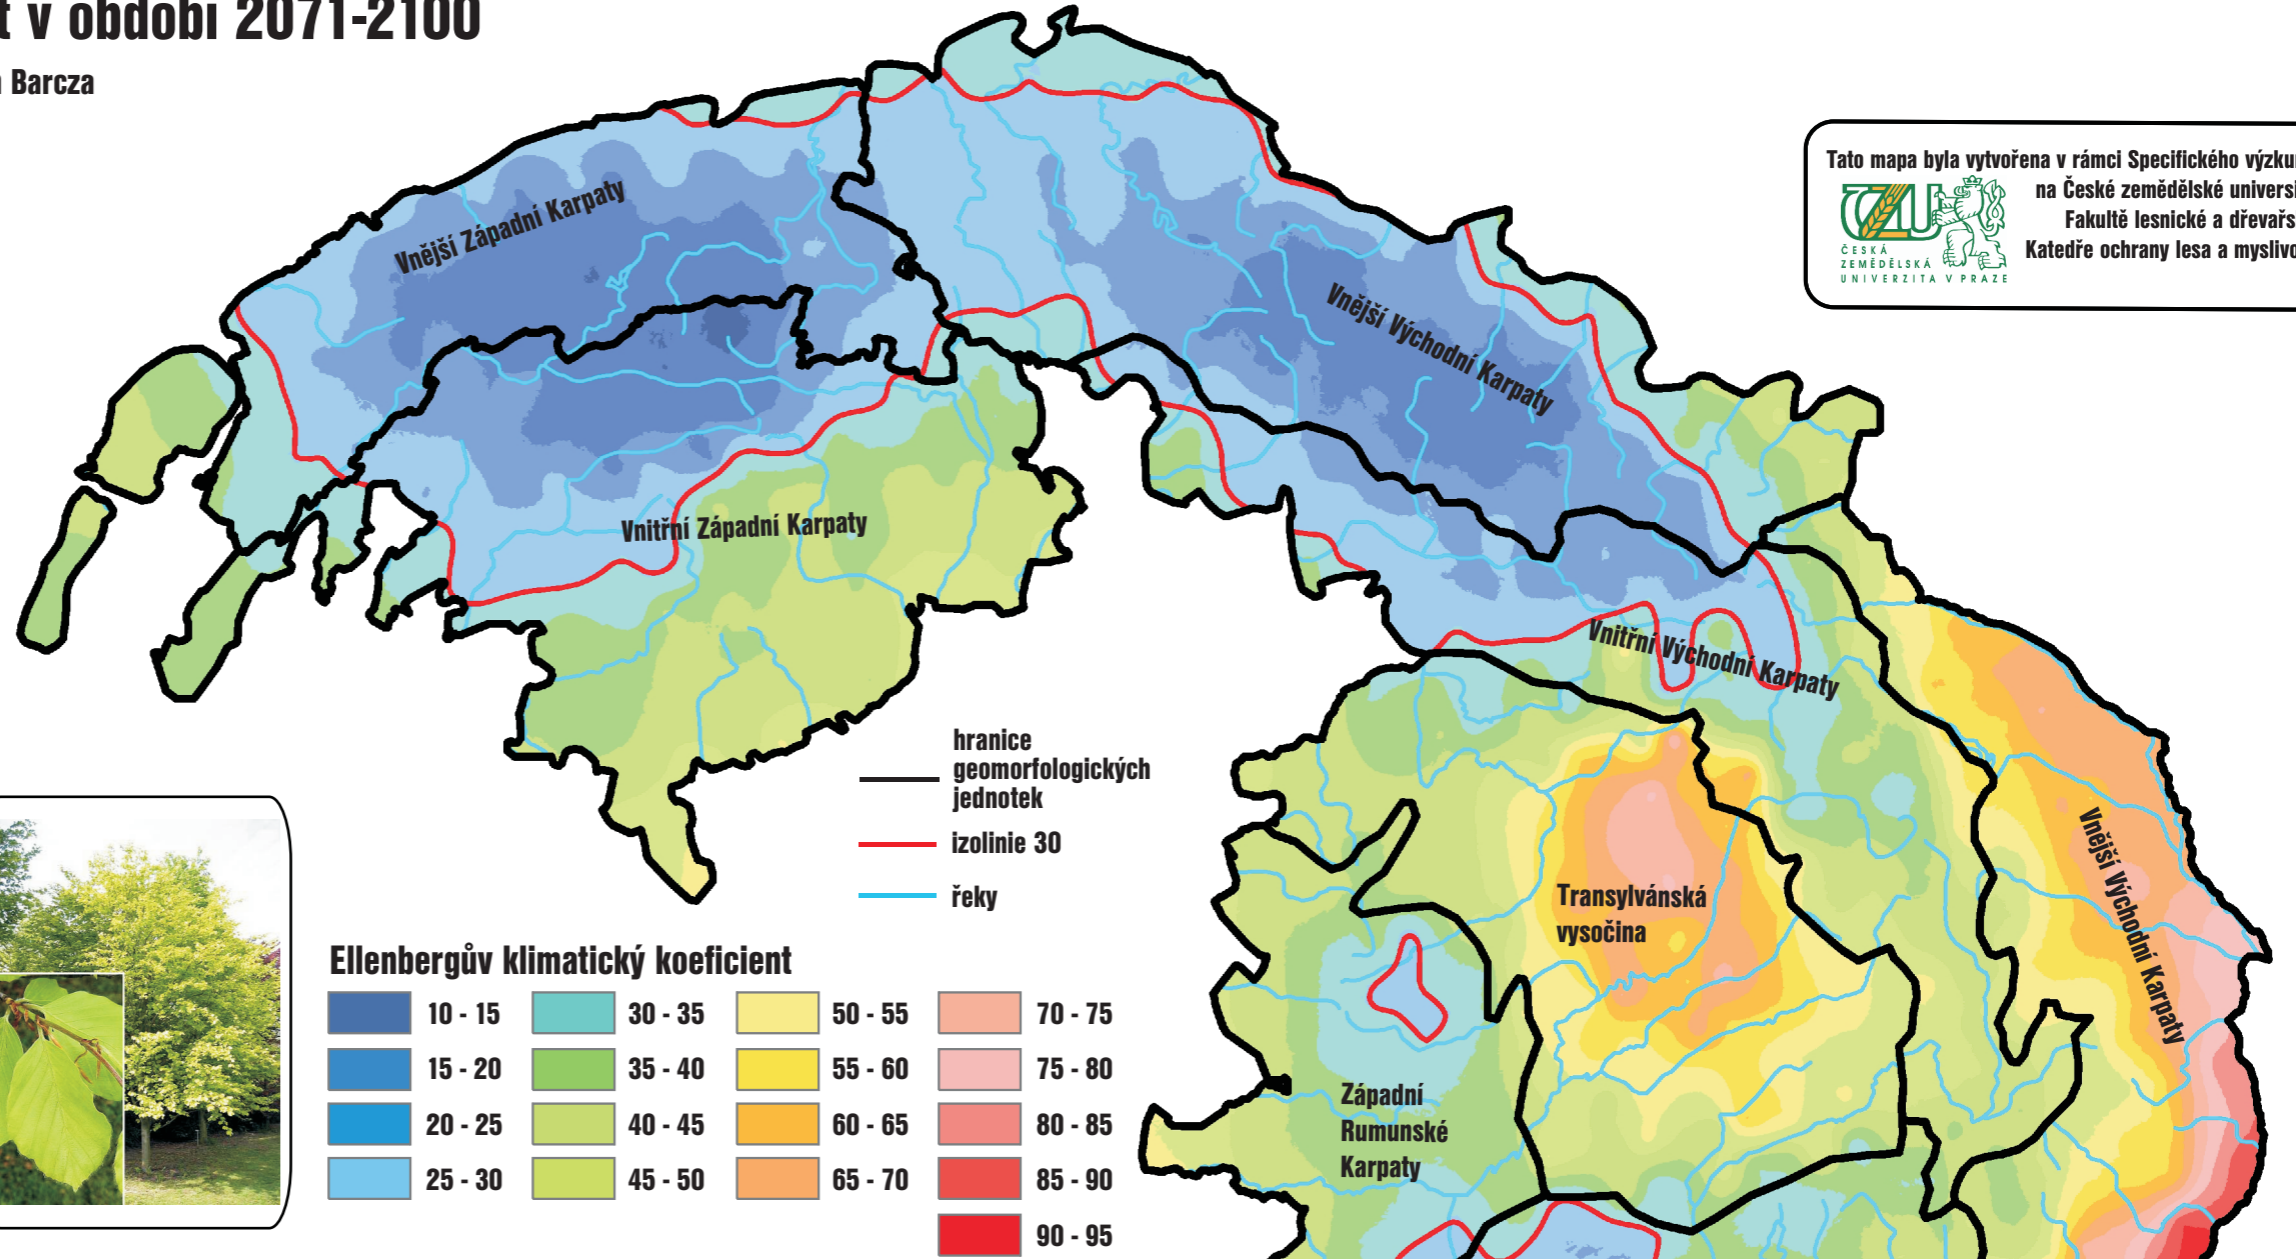 t v období 2071-2100
Barcza
Tato mapa byla vytvořena v rámci Specifického
na České zemědělské
Fakultě lesnické a
Katedře ochrany lesa a
ČZU
ČESKÁ
ZEMĚDĚLSKÁ
UNIVERZITA V PRAZE
Vnější Západní Karpaty
Vnější Východní Karpaty
Vnitřní Západní Karpaty
Vnitřní Východní Karpaty
hranice
geomorfologických
jednotek
izolinie 30
řeky
Vnější Východní Karpaty
Transylvánská
vysočina
Západní
Rumunské
Karpaty
Ellenbergův klimatický koeficient
10 - 15
30 - 35
50 - 55
70 - 75
15 - 20
35 - 40
55 - 60
75 - 80
20 - 25
40 - 45
60 - 65
80 - 85
25 - 30
45 - 50
65 - 70
85 - 90
90 - 95